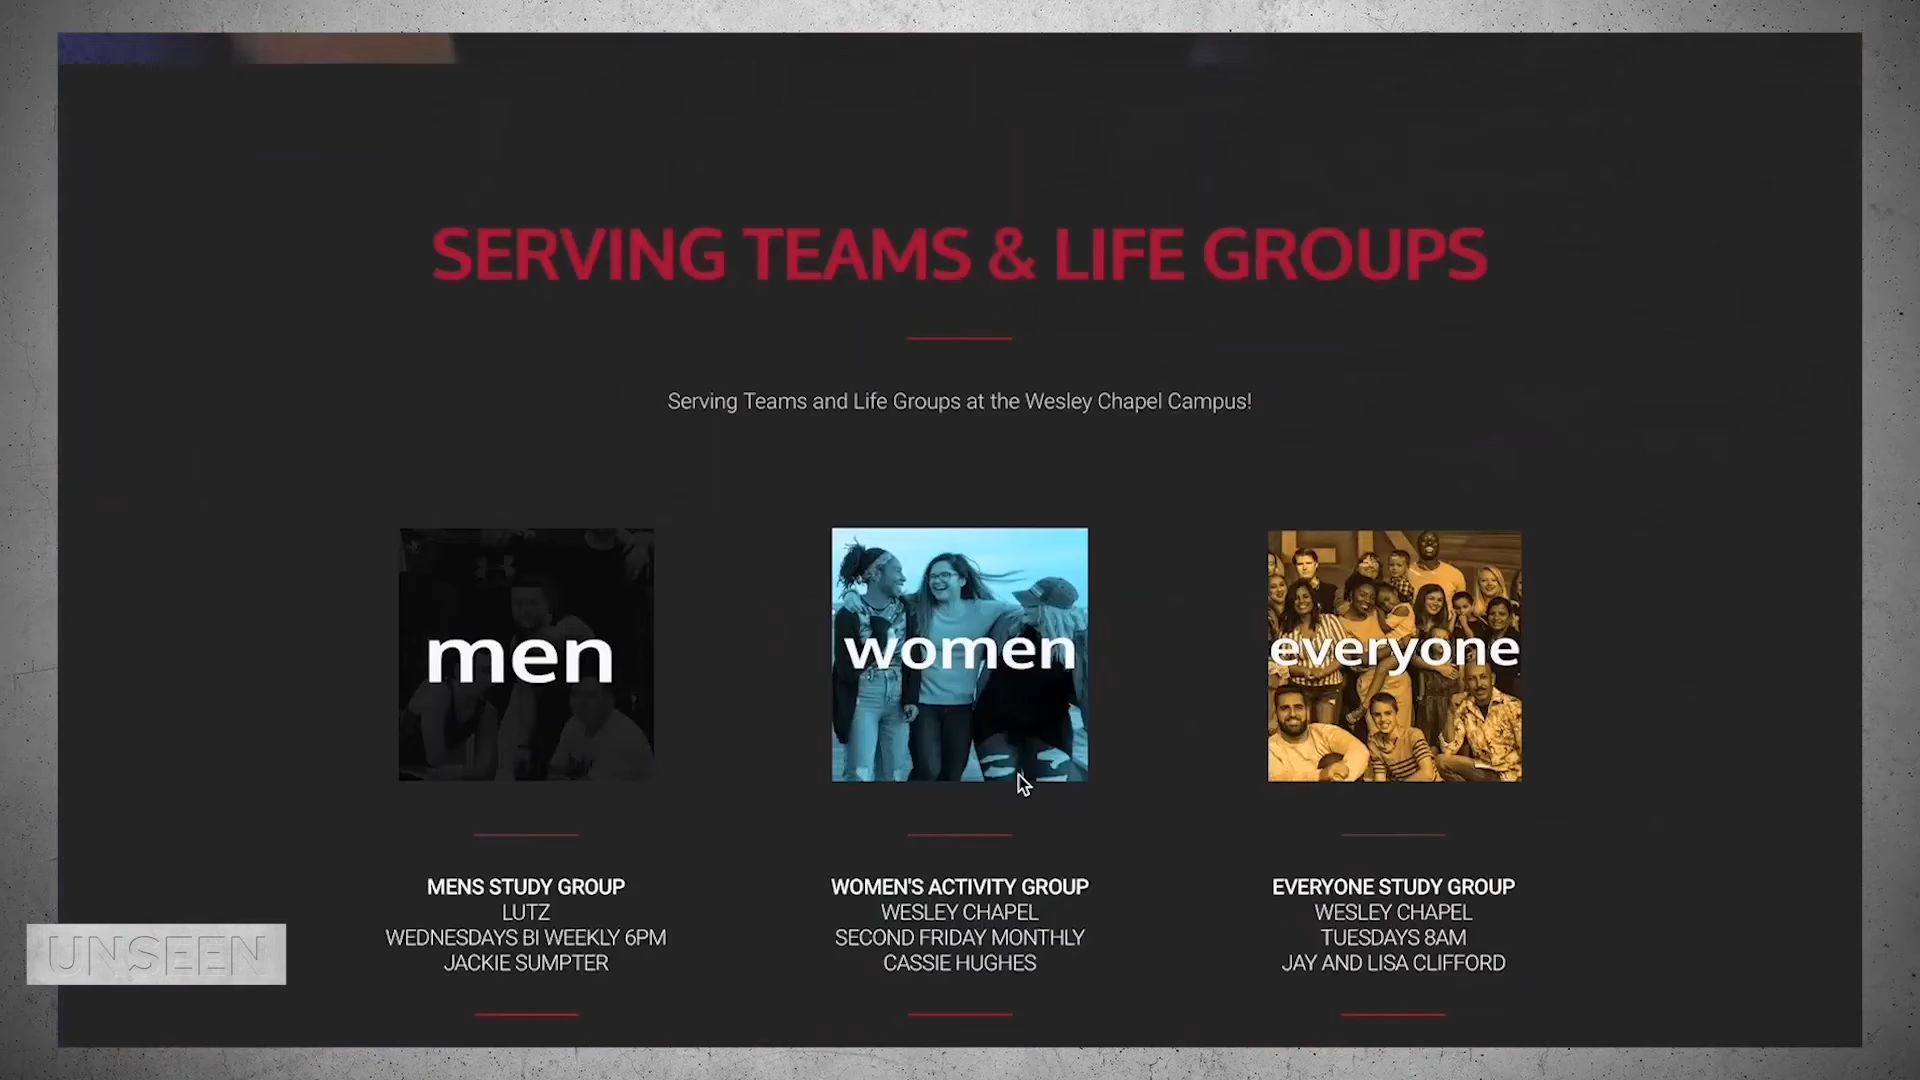 SERVING TEAMS & LIFE GROUPS
Serving Teams and Life Groups at the Wesley Chapel Campus!
men
women
everyone
MENS STUDY GROUP
LUTZ
WEDNESDAYS BI WEEKLY 6PM
JACKIE SUMPTER
WOMEN'S ACTIVITY GROUP
WESLEY CHAPEL
SECOND FRIDAY MONTHLY
CASSIE HUGHES
EVERYONE STUDY GROUP
WESLEY CHAPEL
TUESDAYS 8AM
JAY AND LISA CLIFFORD
UNSEEN